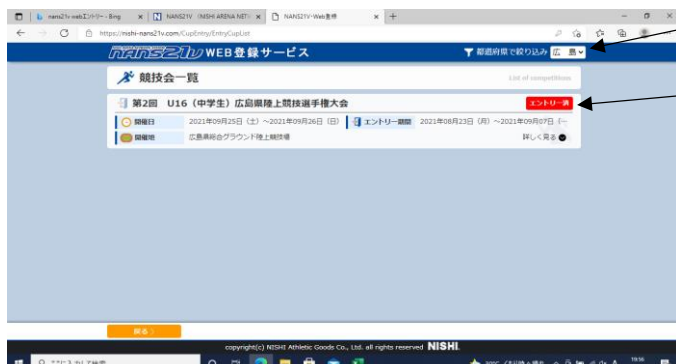 nans21v webエントリー - Bing
NANS21V (NISHI ARENA NET)
NANS21V-Web登録
https://nishi-nans21v.com/CupEntry/EntryCupList
NANS21V WEB登録サービス
都道府県で絞り込み 広 島
競技会一覧
List of competitions
第2回 U16（中学生）広島県陸上競技選手権大会
エントリー済
開催日 2021年09月25日（土）～2021年09月26日（日） エントリー期間 2021年08月23日（月）～2021年09月07日
開催地 広島県総合グラウンド陸上競技場 詳しく見る
戻る
copyright(c) NISHI Athletic Goods Co., Ltd. all rights reserved NISHI.
ここに入力して検索
19:56